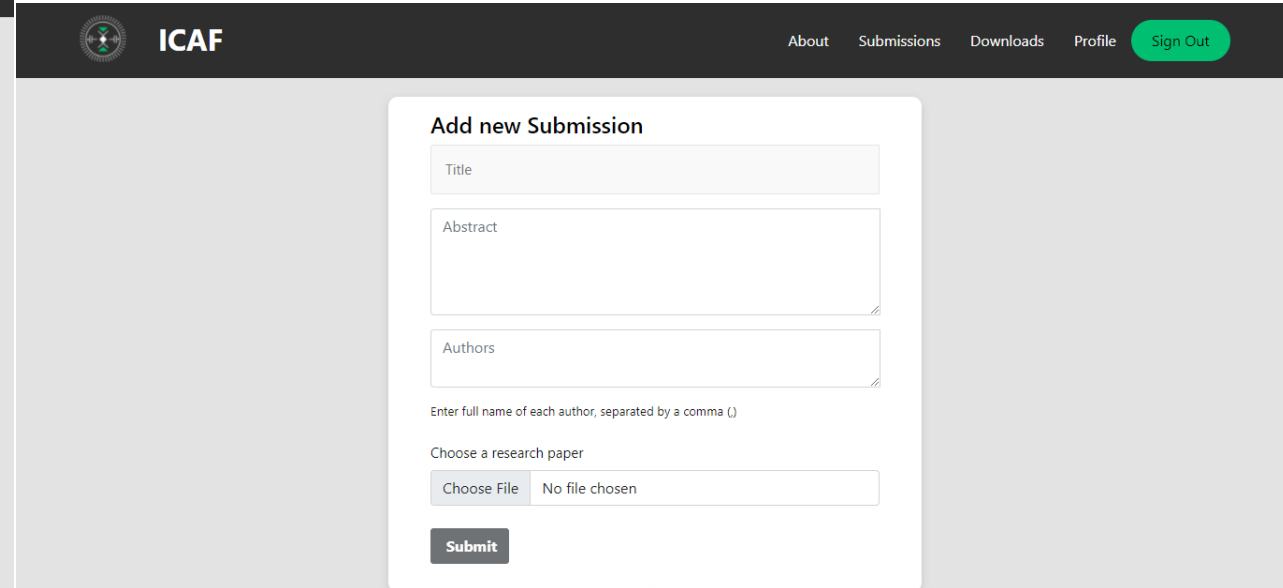 ICAF
About Submissions Downloads Profile Sign Out
Add new Submission
Title
Abstract
Authors
Enter full name of each author, separated by a comma (,)
Choose a research paper
Choose File No file chosen
Submit